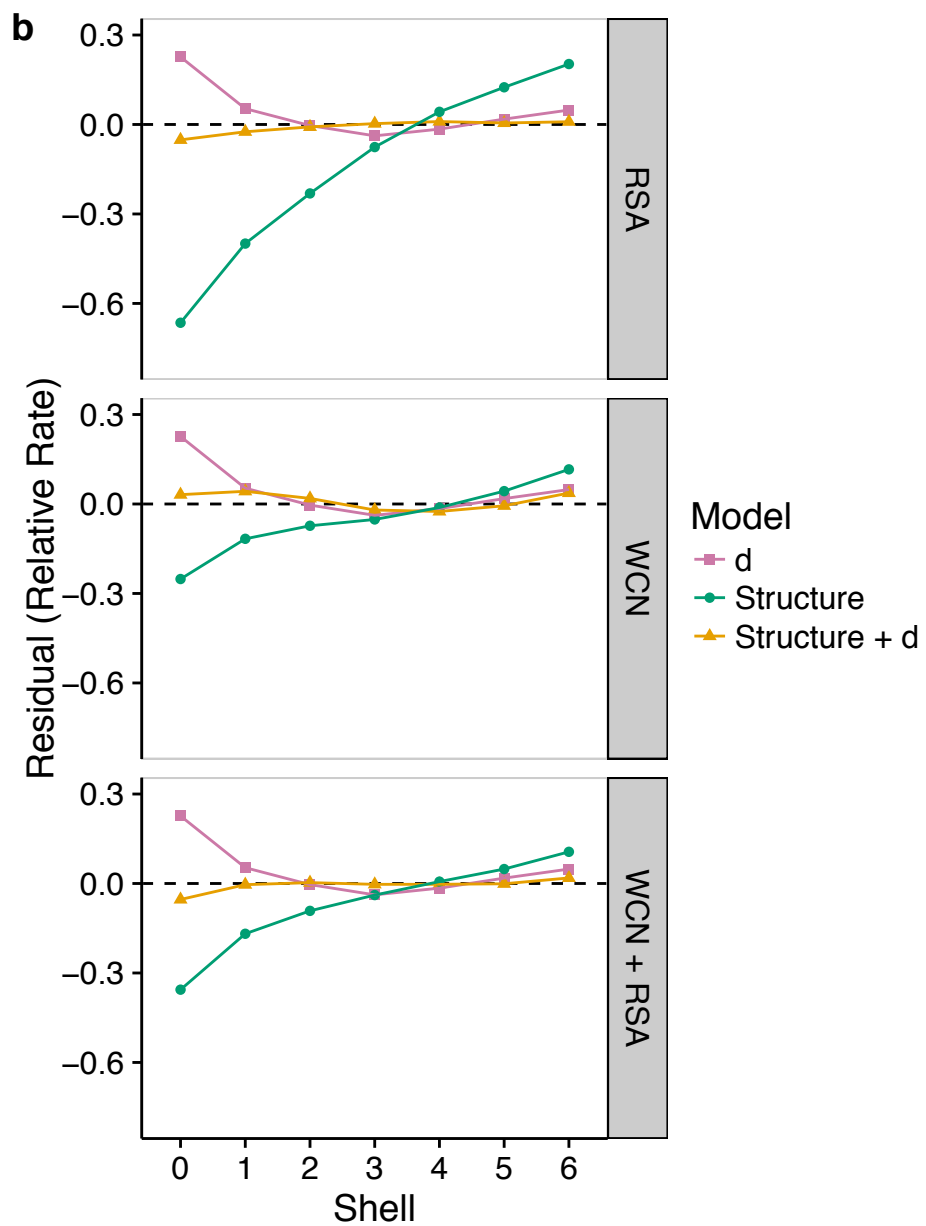 b
Residual (Relative Rate)
0.3
0.0
−0.3
−0.6
RSA
0.3
0.0
−0.3
−0.6
WCN
0.3
0.0
−0.3
−0.6
WCN + RSA
0 1 2 3 4 5 6
Shell
Model
d
Structure
Structure + d